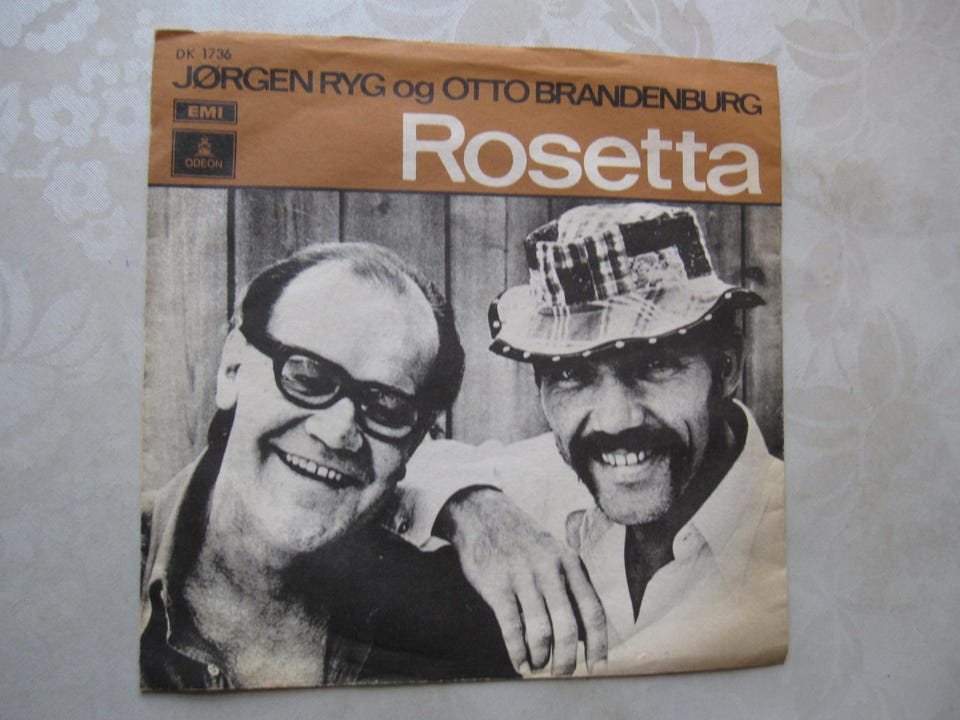 DK 1736
JØRGEN RYG og OTTO BRANDENBURG
EMI
Rosetta
ODEON